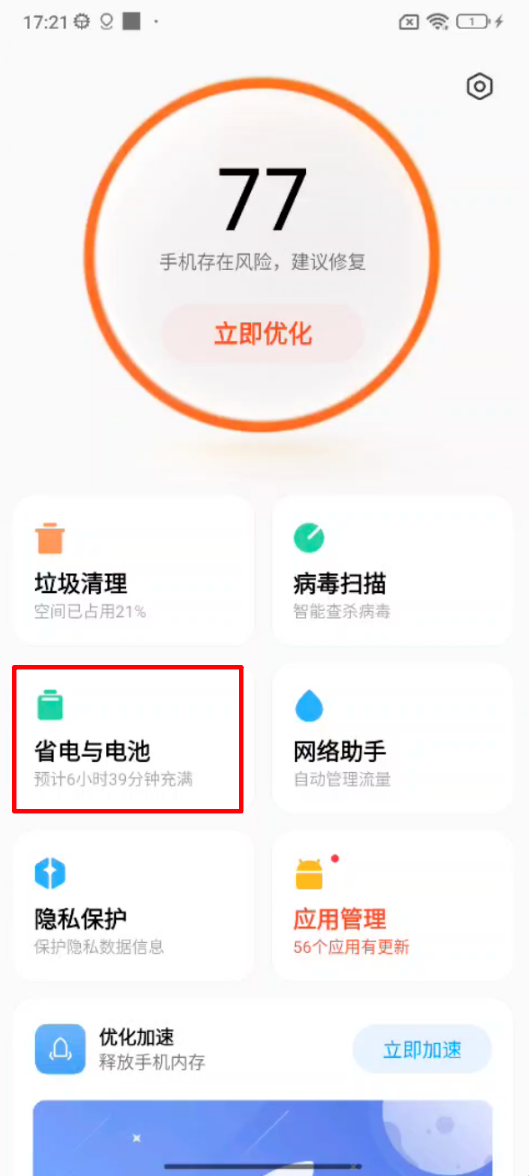 17:21
1
77
手机存在风险，建议修复
立即优化
垃圾清理
空间已占用21%
病毒扫描
智能查杀病毒
省电与电池
预计6小时39分钟充满
网络助手
自动管理流量
隐私保护
保护隐私数据信息
应用管理
56个应用有更新
优化加速
释放手机内存
立即加速